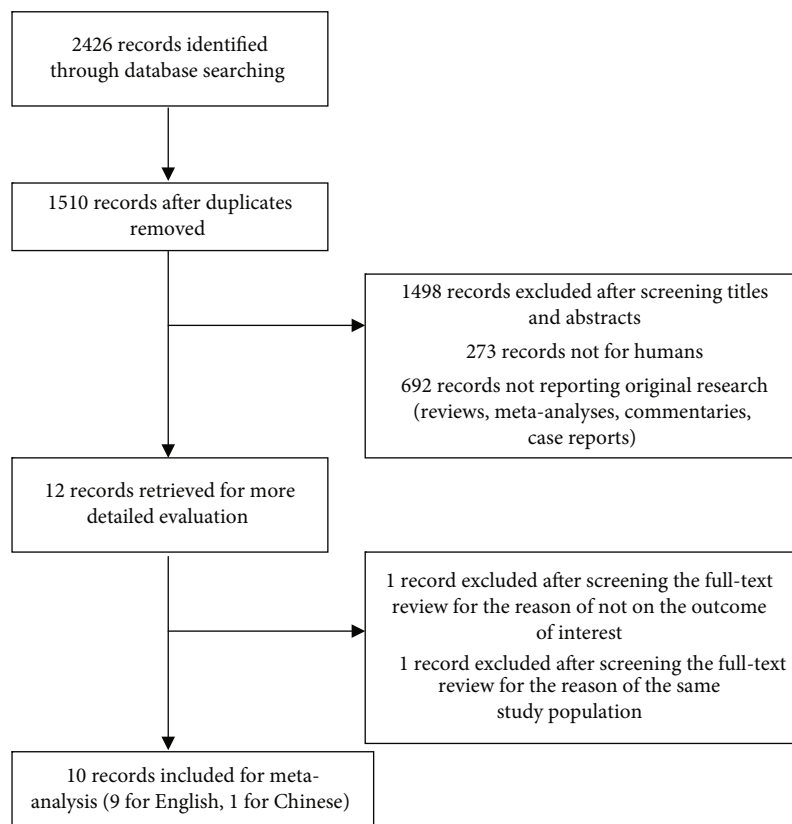 2426 records identified
through database searching
1510 records after duplicates
removed
1498 records excluded after screening titles
and abstracts
273 records not for humans
692 records not reporting original research
(reviews, meta-analyses, commentaries,
case reports)
12 records retrieved for more
detailed evaluation
1 record excluded after screening the full-text
review for the reason of not on the outcome
of interest
1 record excluded after screening the full-text
review for the reason of the same
study population
10 records included for meta-
analysis (9 for English, 1 for Chinese)